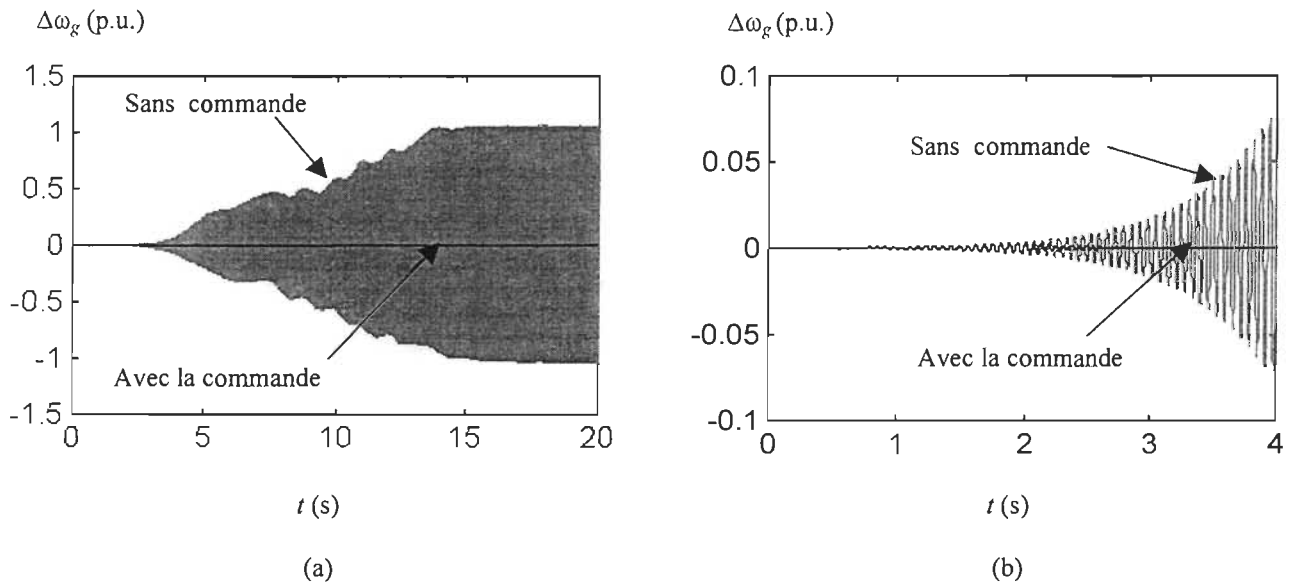 Δω_g (p.u.)
1.5
1
0.5
0
-0.5
-1
-1.5
0 5 10 15 20
Sans commande
Avec la commande
t (s)
(a)
Δω_g (p.u.)
0.1
0.05
0
-0.05
-0.1
0 1 2 3 4
Sans commande
Avec la commande
t (s)
(b)